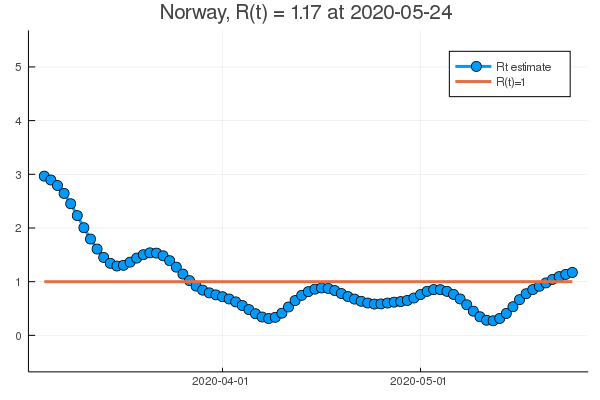 Norway, R(t) = 1.17 at 2020-05-24
5
Rt estimate
R(t)=1
4
3
2
1
0
2020-04-01
2020-05-01